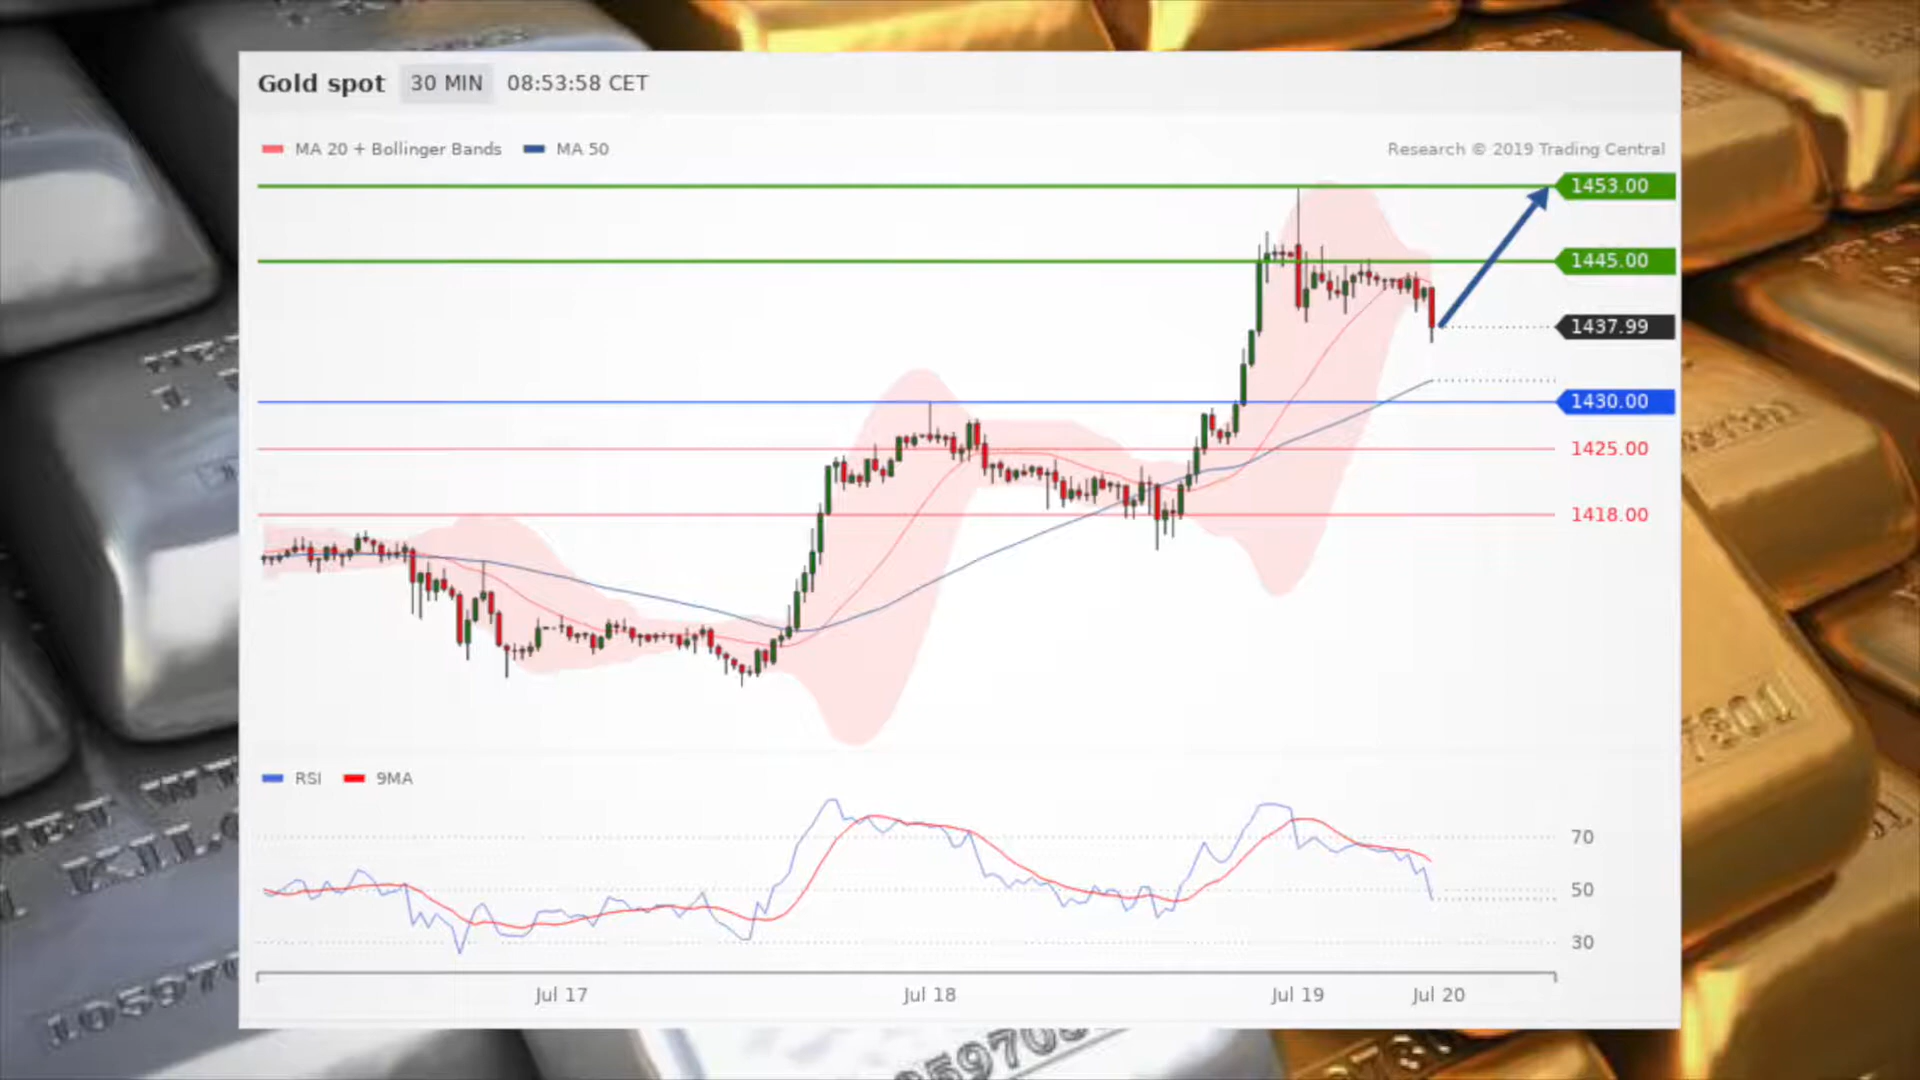 Gold spot 30 MIN 08:53:58 CET
MA 20 + Bollinger Bands MA 50
Research © 2019 Trading Central
1453.00
1445.00
1437.99
1430.00
1425.00
1418.00
RSI 9MA
70
50
30
Jul 17 Jul 18 Jul 19 Jul 20